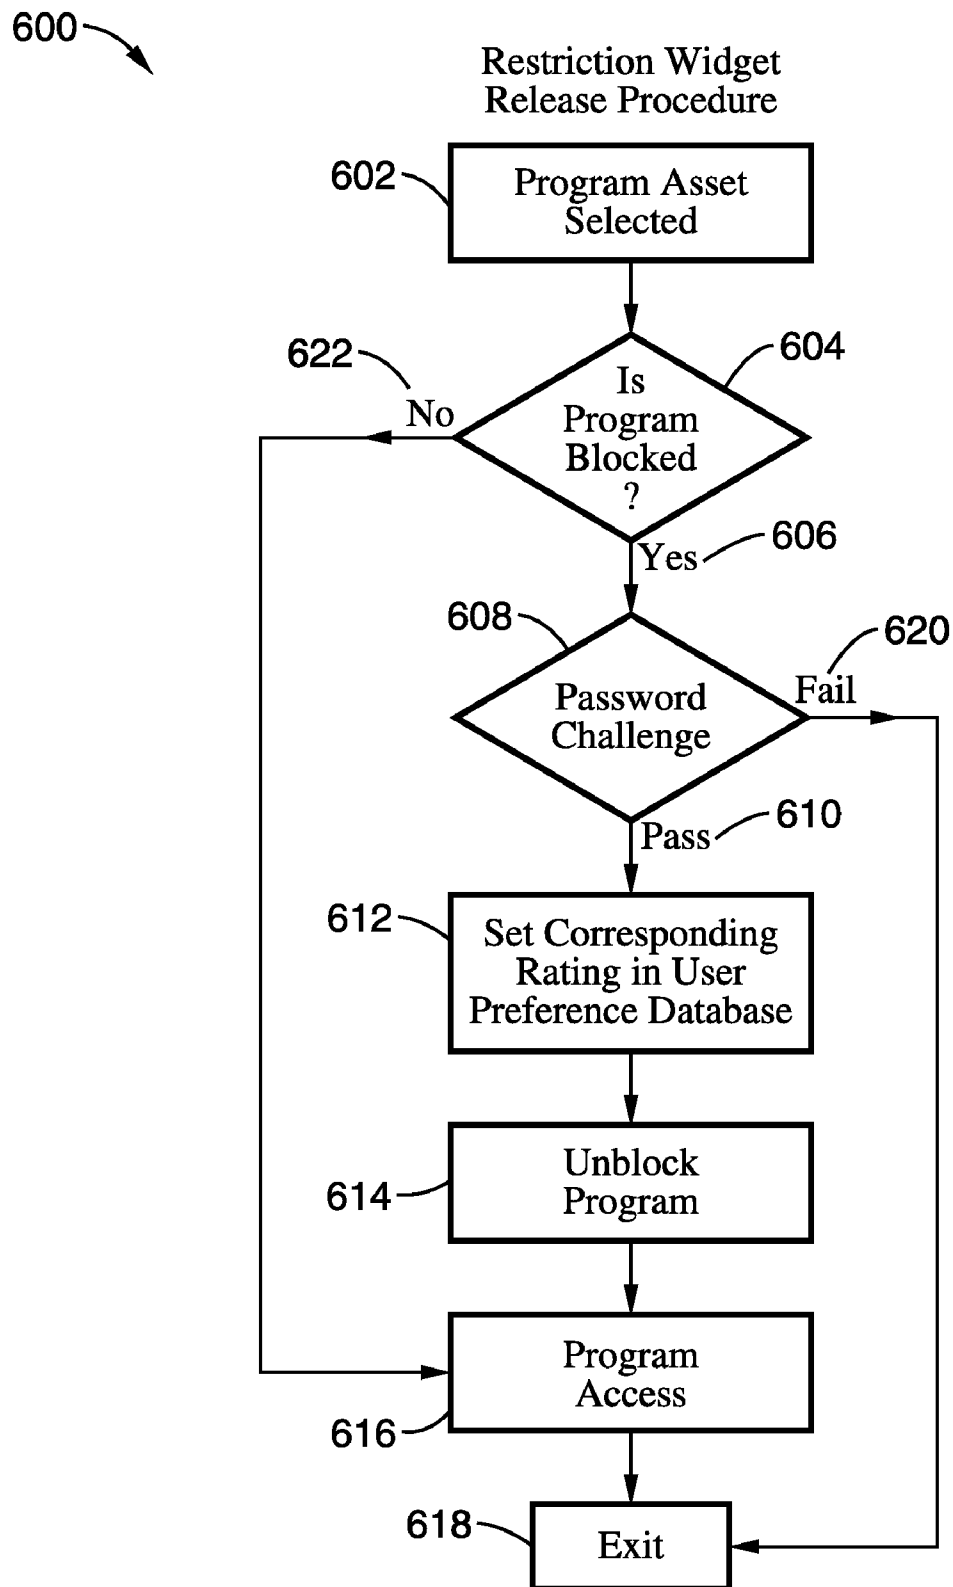 600
Restriction Widget
Release Procedure
602
Program Asset
Selected
622
604
No
Is
Program
Blocked
?
Yes
606
608
620
Fail
Password
Challenge
Pass
610
612
Set Corresponding
Rating in User
Preference Database
614
Unblock
Program
616
Program
Access
618
Exit